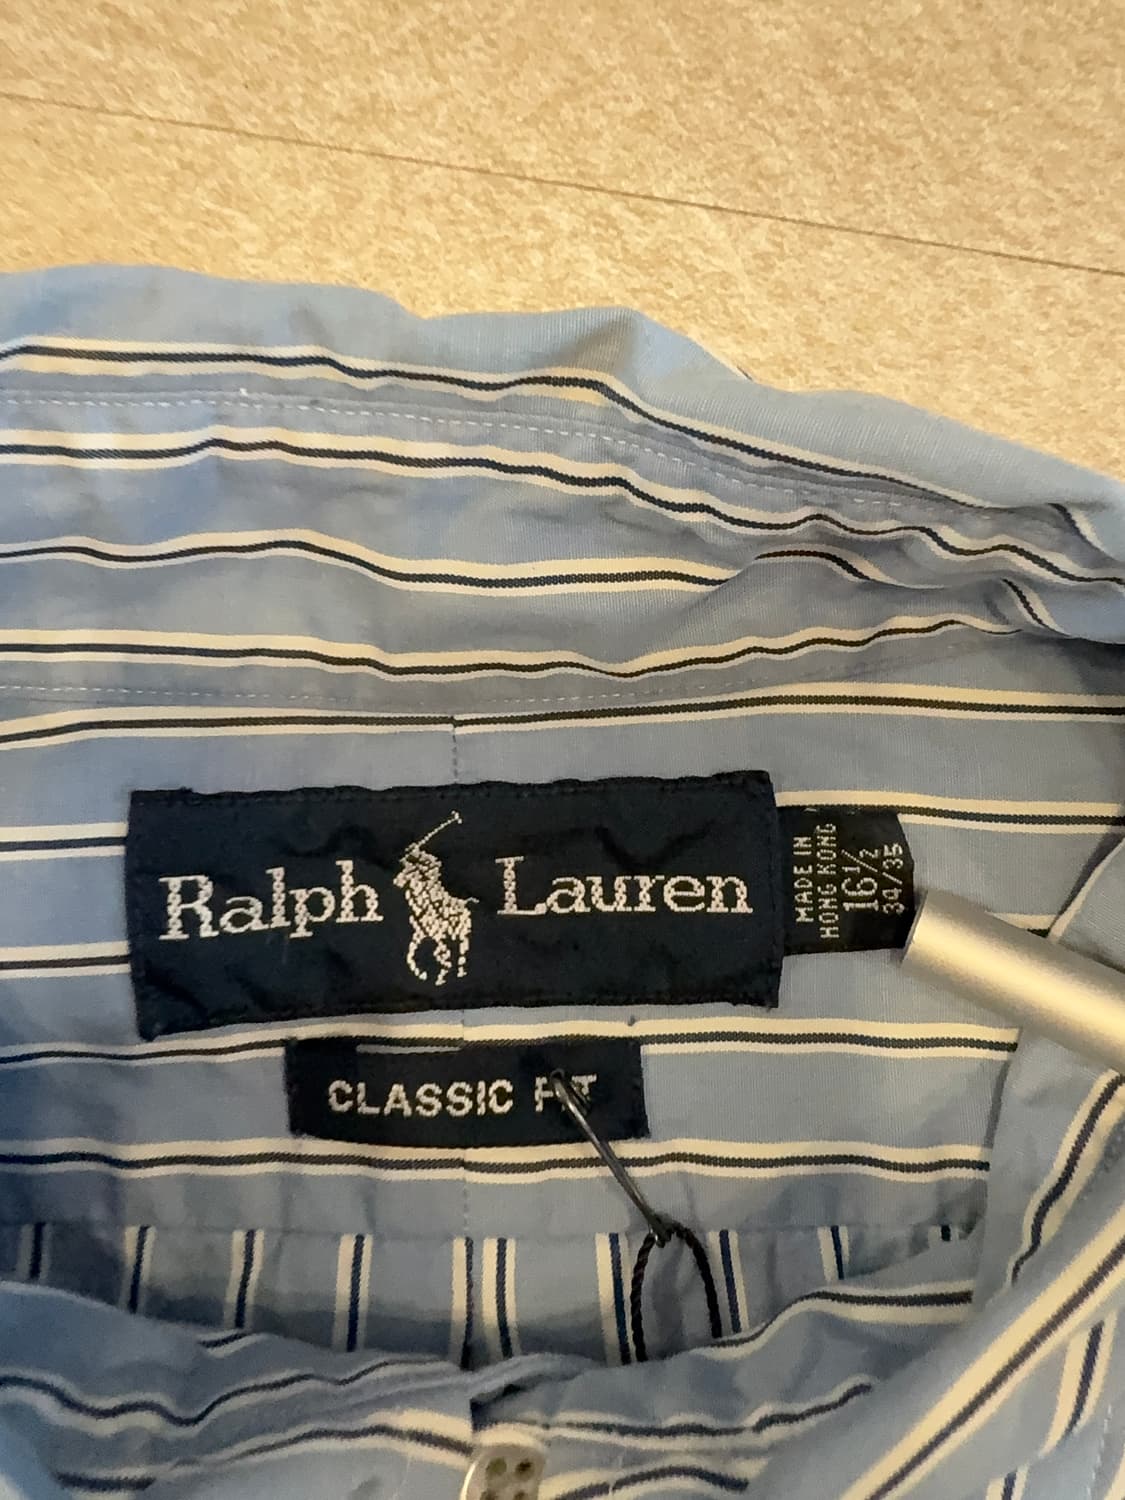 Ralph Lauren
MADE IN
HONG KONG
16½
34/35
CLASSIC FIT